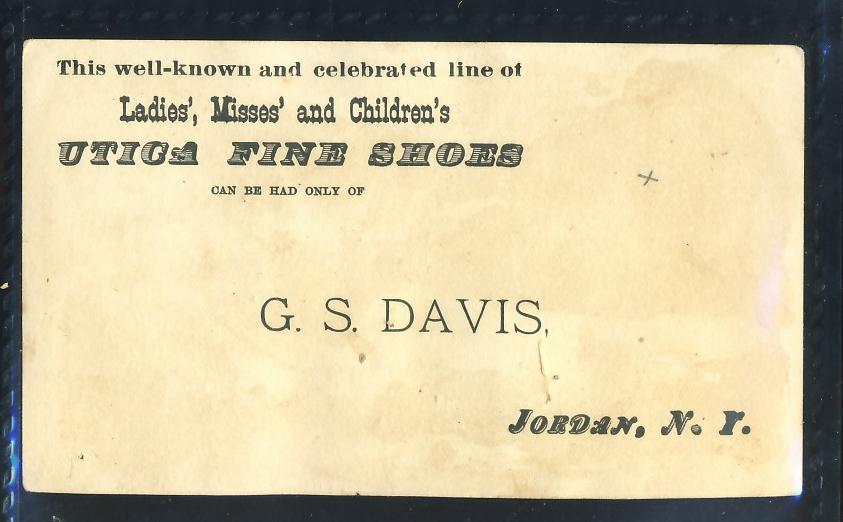 This well-known and celebrated line of
Ladies', Misses' and Children's
UTICA FINE SHOES
CAN BE HAD ONLY OF
G. S. DAVIS,
JORDAN, N. Y.